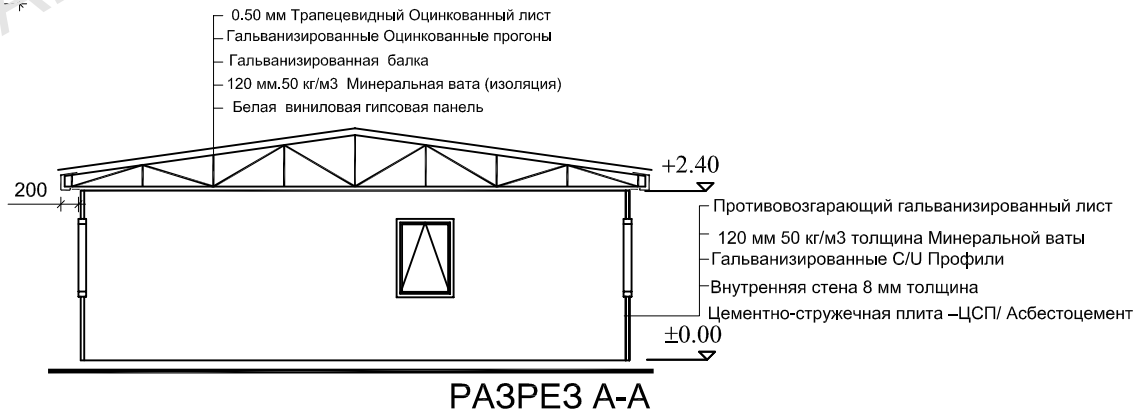 0.50 мм Трапецевидный Оцинкованный лист
Гальванизированные Оцинкованные прогоны
Гальванизированная балка
120 мм.50 кг/м3 Минеральная вата (изоляция)
Белая виниловая гипсовая панель
+2.40
200
Противовозгарающий гальванизированный лист
120 мм 50 кг/м3 толщина Минеральной ваты
Гальванизированные C/U Профили
Внутренняя стена 8 мм толщина
Цементно-стружечная плита –ЦСП/ Асбестоцемент
±0.00
РАЗРЕЗ А-А